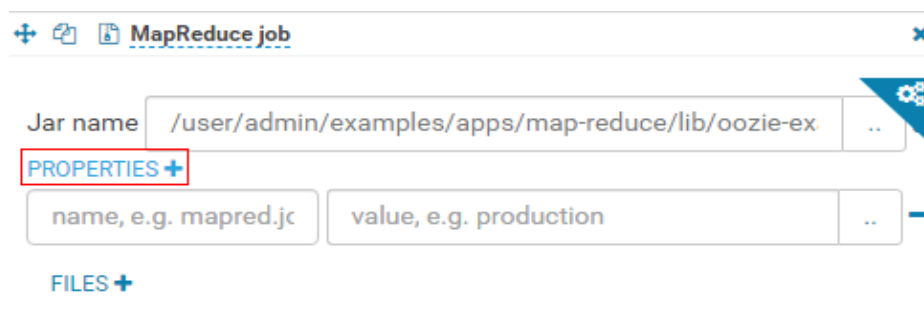 MapReduce job
Jar name /user/admin/examples/apps/map-reduce/lib/oozie-ex ..
PROPERTIES +
name, e.g. mapred.jc value, e.g. production ..
FILES +